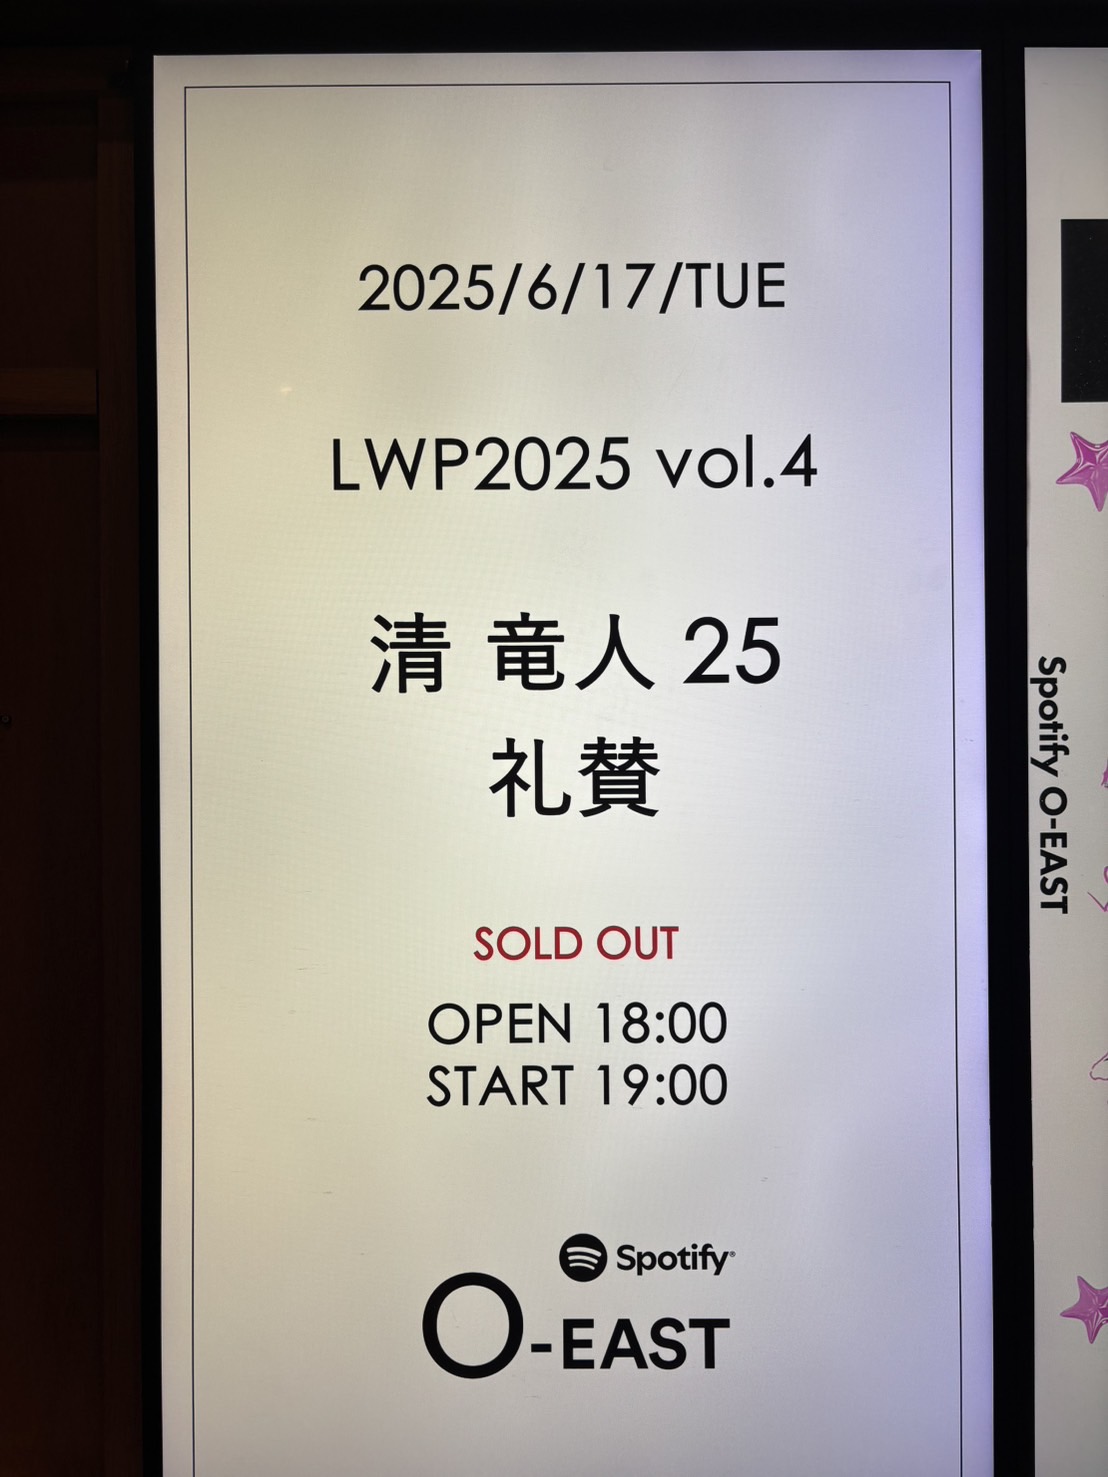 2025/6/17/TUE
LWP2025 vol.4
清 竜人 25
礼賛
SOLD OUT
OPEN 18:00
START 19:00
Spotify®
O-EAST
Spotify O-EAST